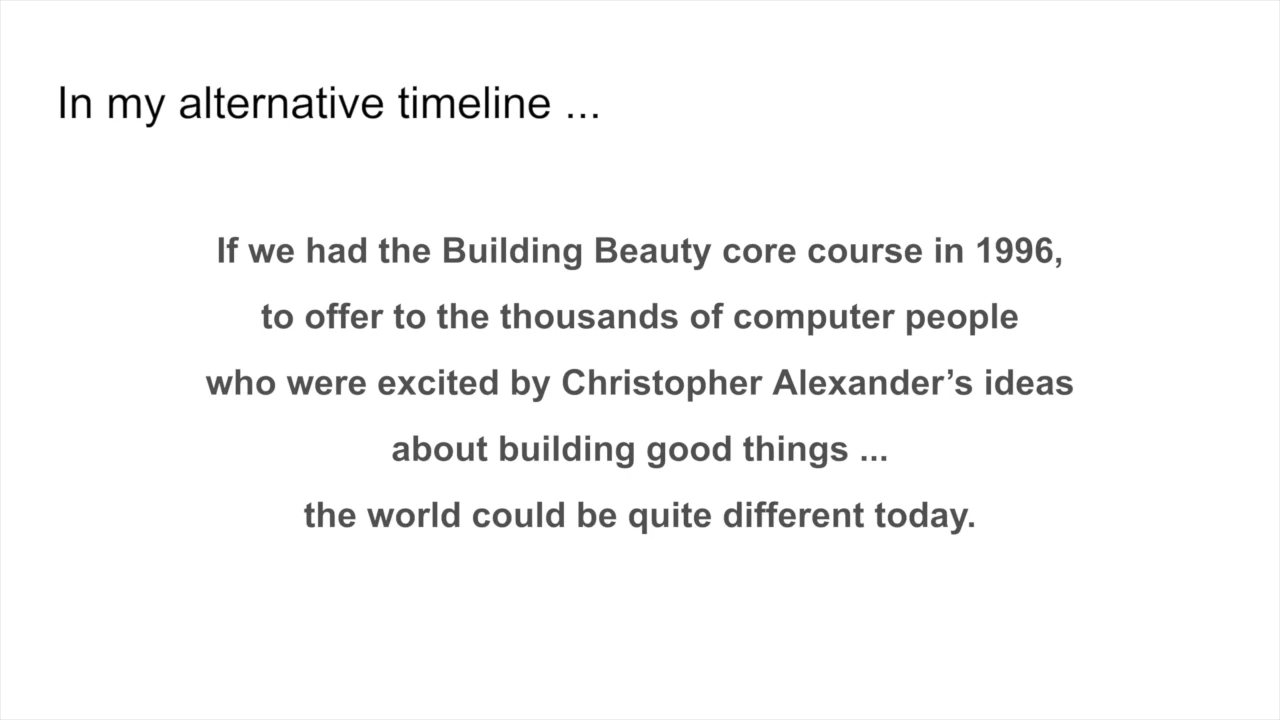 In my alternative timeline ...
If we had the Building Beauty core course in 1996,
to offer to the thousands of computer people
who were excited by Christopher Alexander’s ideas
about building good things ...
the world could be quite different today.